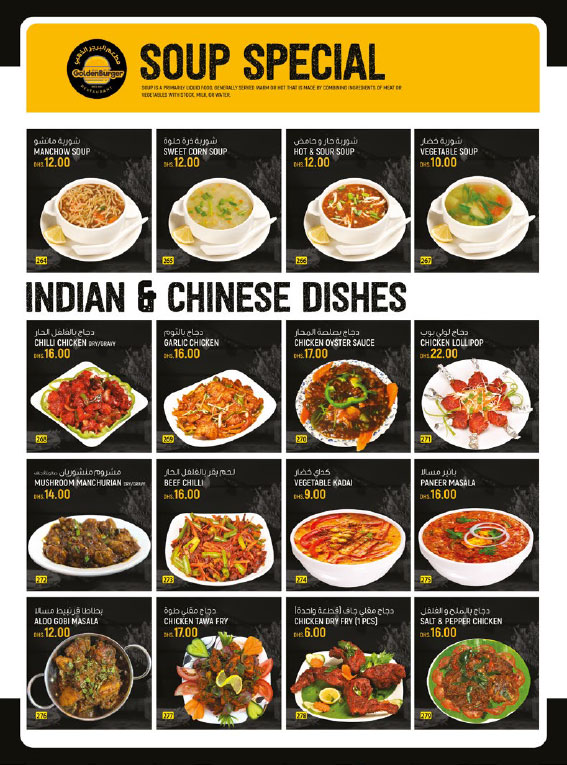 مطعم البرجر الذهبي
GoldenBurger
RESTAURANT
SOUP SPECIAL
SOUP IS A PRIMARILY LIQUID FOOD, GENERALLY SERVED WARM OR HOT THAT IS MADE BY COMBINING INGREDIENTS OF MEAT OR
VEGETABLES WITH STOCK, MILK, OR WATER.
شوربة مانشو
MANCHOW SOUP
DHS.12.00
264
شوربة ذرة حلوة
SWEET CORN SOUP
DHS.12.00
265
شوربة حار و حامض
HOT & SOUR SOUP
DHS.12.00
266
شوربة خضار
VEGETABLE SOUP
DHS.10.00
267
INDIAN & CHINESE DISHES
دجاج بالفلفل الحار
CHILLI CHICKEN DRY/GRAVY
DHS.16.00
268
دجاج بالثوم
GARLIC CHICKEN
DHS.16.00
269
دجاج بصلصة المحار
CHICKEN OYSTER SAUCE
DHS.17.00
270
دجاج لولي بوب
CHICKEN LOLLIPOP
DHS.22.00
271
مشروم منشوريان
MUSHROOM MANCHURIAN DRY/GRAVY
DHS.14.00
272
لحم بقر بالفلفل الحار
BEEF CHILLI
DHS.16.00
273
كداي خضار
VEGETABLE KADAI
DHS.9.00
274
بانير مسالا
PANEER MASALA
DHS.16.00
275
بطاطا قرنبيط مسالا
ALOO GOBI MASALA
DHS.12.00
276
دجاج مقلي طوة
CHICKEN TAWA FRY
DHS.17.00
277
دجاج مقلي جاف (قطعة واحدة)
CHICKEN DRY FRY (1 PCS)
DHS.6.00
278
دجاج بالملح و الفلفل
SALT & PEPPER CHICKEN
DHS.16.00
279